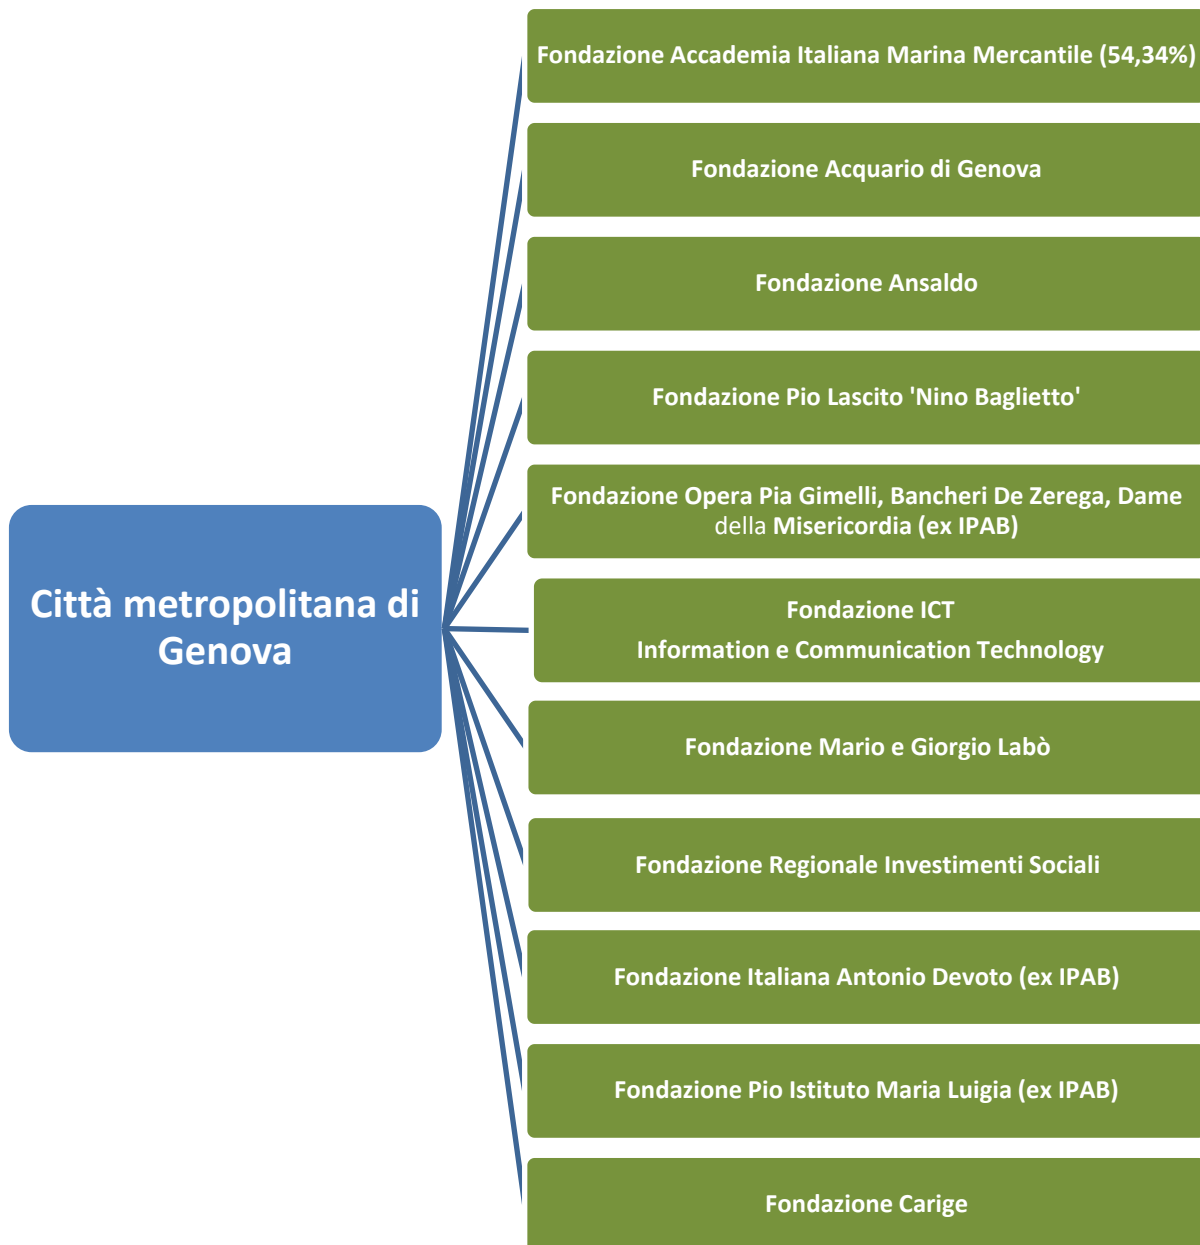 Fondazione Accademia Italiana Marina Mercantile (54,34%)
Fondazione Acquario di Genova
Fondazione Ansaldo
Fondazione Pio Lascito 'Nino Baglietto'
Fondazione Opera Pia Gimelli, Bancheri De Zerega, Dame
della Misericordia (ex IPAB)
Città metropolitana di
Genova
Fondazione ICT
Information e Communication Technology
Fondazione Mario e Giorgio Labò
Fondazione Regionale Investimenti Sociali
Fondazione Italiana Antonio Devoto (ex IPAB)
Fondazione Pio Istituto Maria Luigia (ex IPAB)
Fondazione Carige